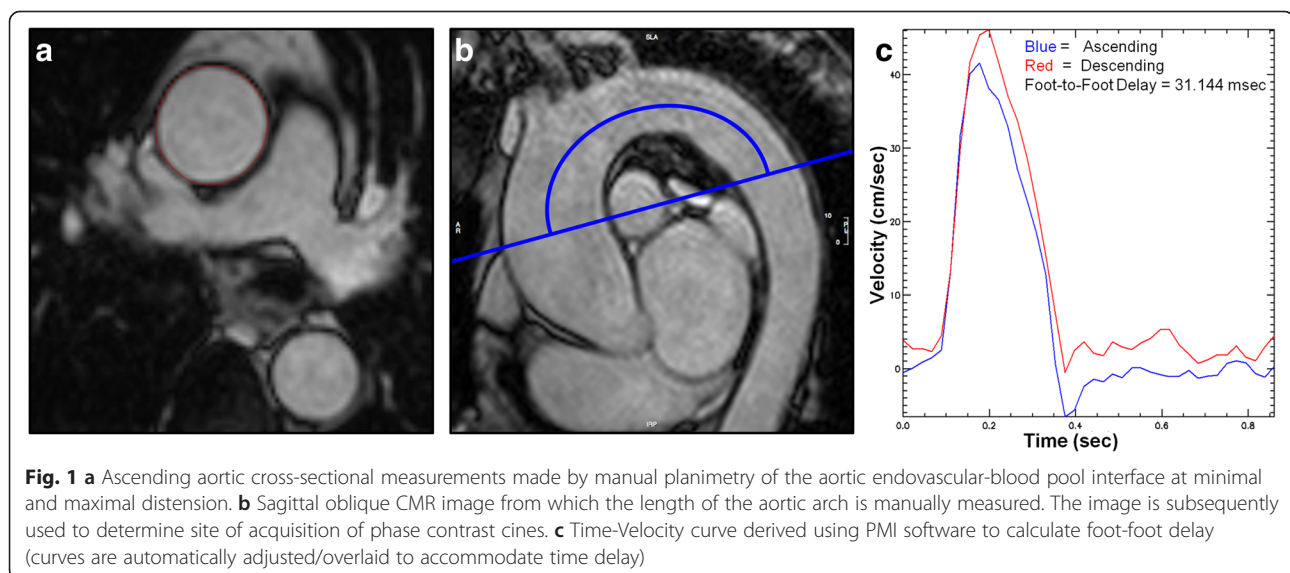 a
b
SLA
AR
10
0
c
Blue = Ascending
Red = Descending
Foot-to-Foot Delay = 31.144 msec
Velocity (cm/sec)
40
30
20
10
0
0.0 0.2 0.4 0.6 0.8
Time (sec)
Fig. 1 a Ascending aortic cross-sectional measurements made by manual planimetry of the aortic endovascular-blood pool interface at minimal
and maximal distension. b Sagittal oblique CMR image from which the length of the aortic arch is manually measured. The image is subsequently
used to determine site of acquisition of phase contrast cines. c Time-Velocity curve derived using PMI software to calculate foot-foot delay
(curves are automatically adjusted/overlaid to accommodate time delay)